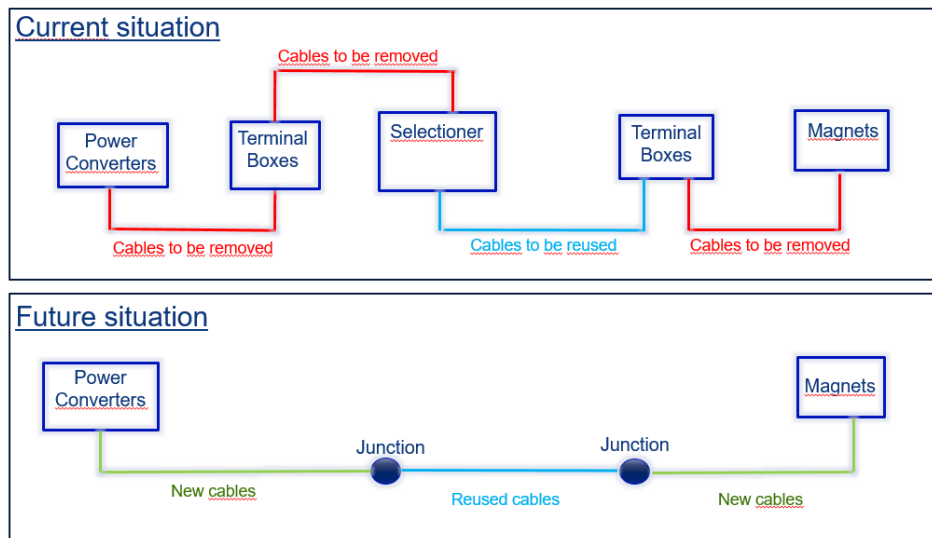 Current situation
Cables to be removed
Power
Converters
Terminal
Boxes
Selectioner
Terminal
Boxes
Magnets
Cables to be removed
Cables to be reused
Cables to be removed
Future situation
Power
Converters
Magnets
Junction
Junction
New cables
Reused cables
New cables